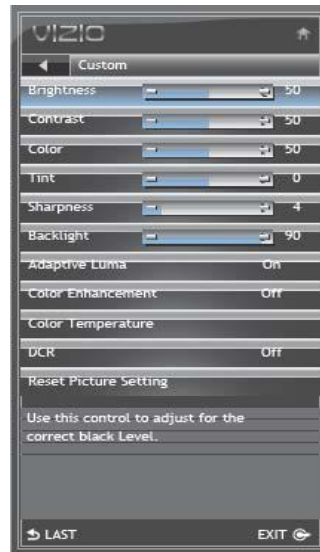 VIZIO
Custom
Brightness 50
Contrast 50
Color 50
Tint 0
Sharpness 4
Backlight 90
Adaptive Luma On
Color Enhancement Off
Color Temperature
DCR Off
Reset Picture Setting
Use this control to adjust for the
correct black Level.
LAST EXIT